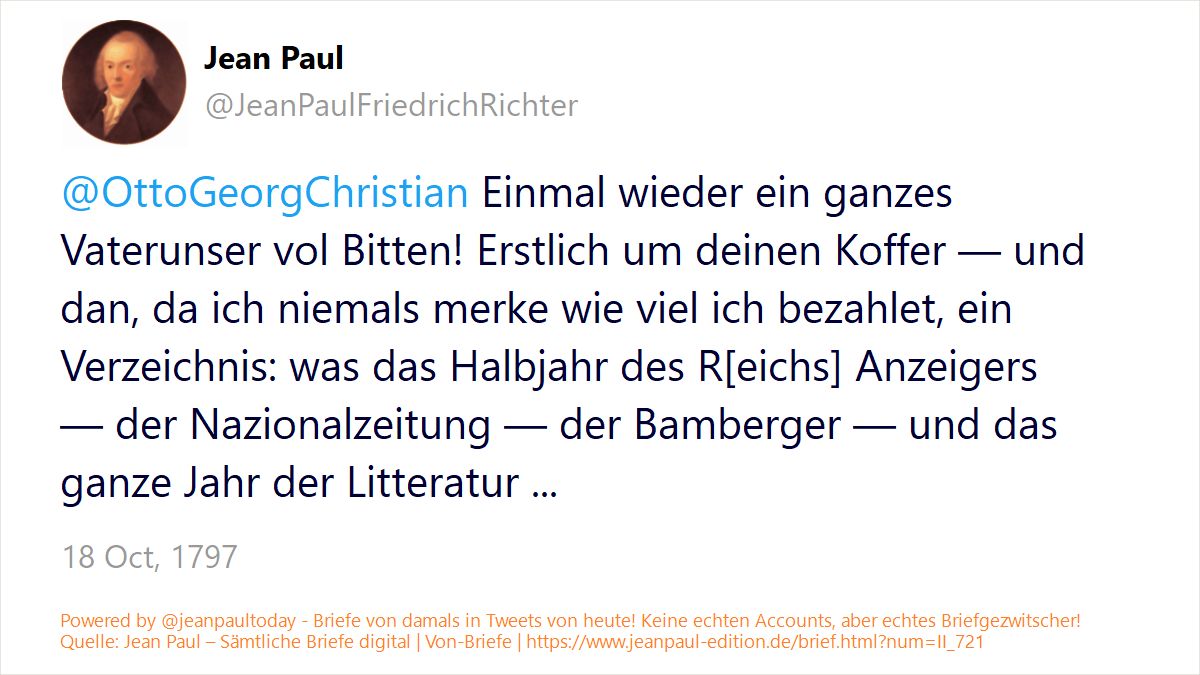 Jean Paul
@JeanPaulFriedrichRichter
@OttoGeorgChristian Einmal wieder ein ganzes
Vaterunser vol Bitten! Erstlich um deinen Koffer — und
dan, da ich niemals merke wie viel ich bezahlet, ein
Verzeichnis: was das Halbjahr des R[eichs] Anzeigers
— der Nazionalzeitung — der Bamberger — und das
ganze Jahr der Litteratur ...
18 Oct, 1797
Powered by @jeanpaultoday - Briefe von damals in Tweets von heute! Keine echten Accounts, aber echtes Briefgezwitscher!
Quelle: Jean Paul – Sämtliche Briefe digital | Von-Briefe | https://www.jeanpaul-edition.de/brief.html?num=II_721